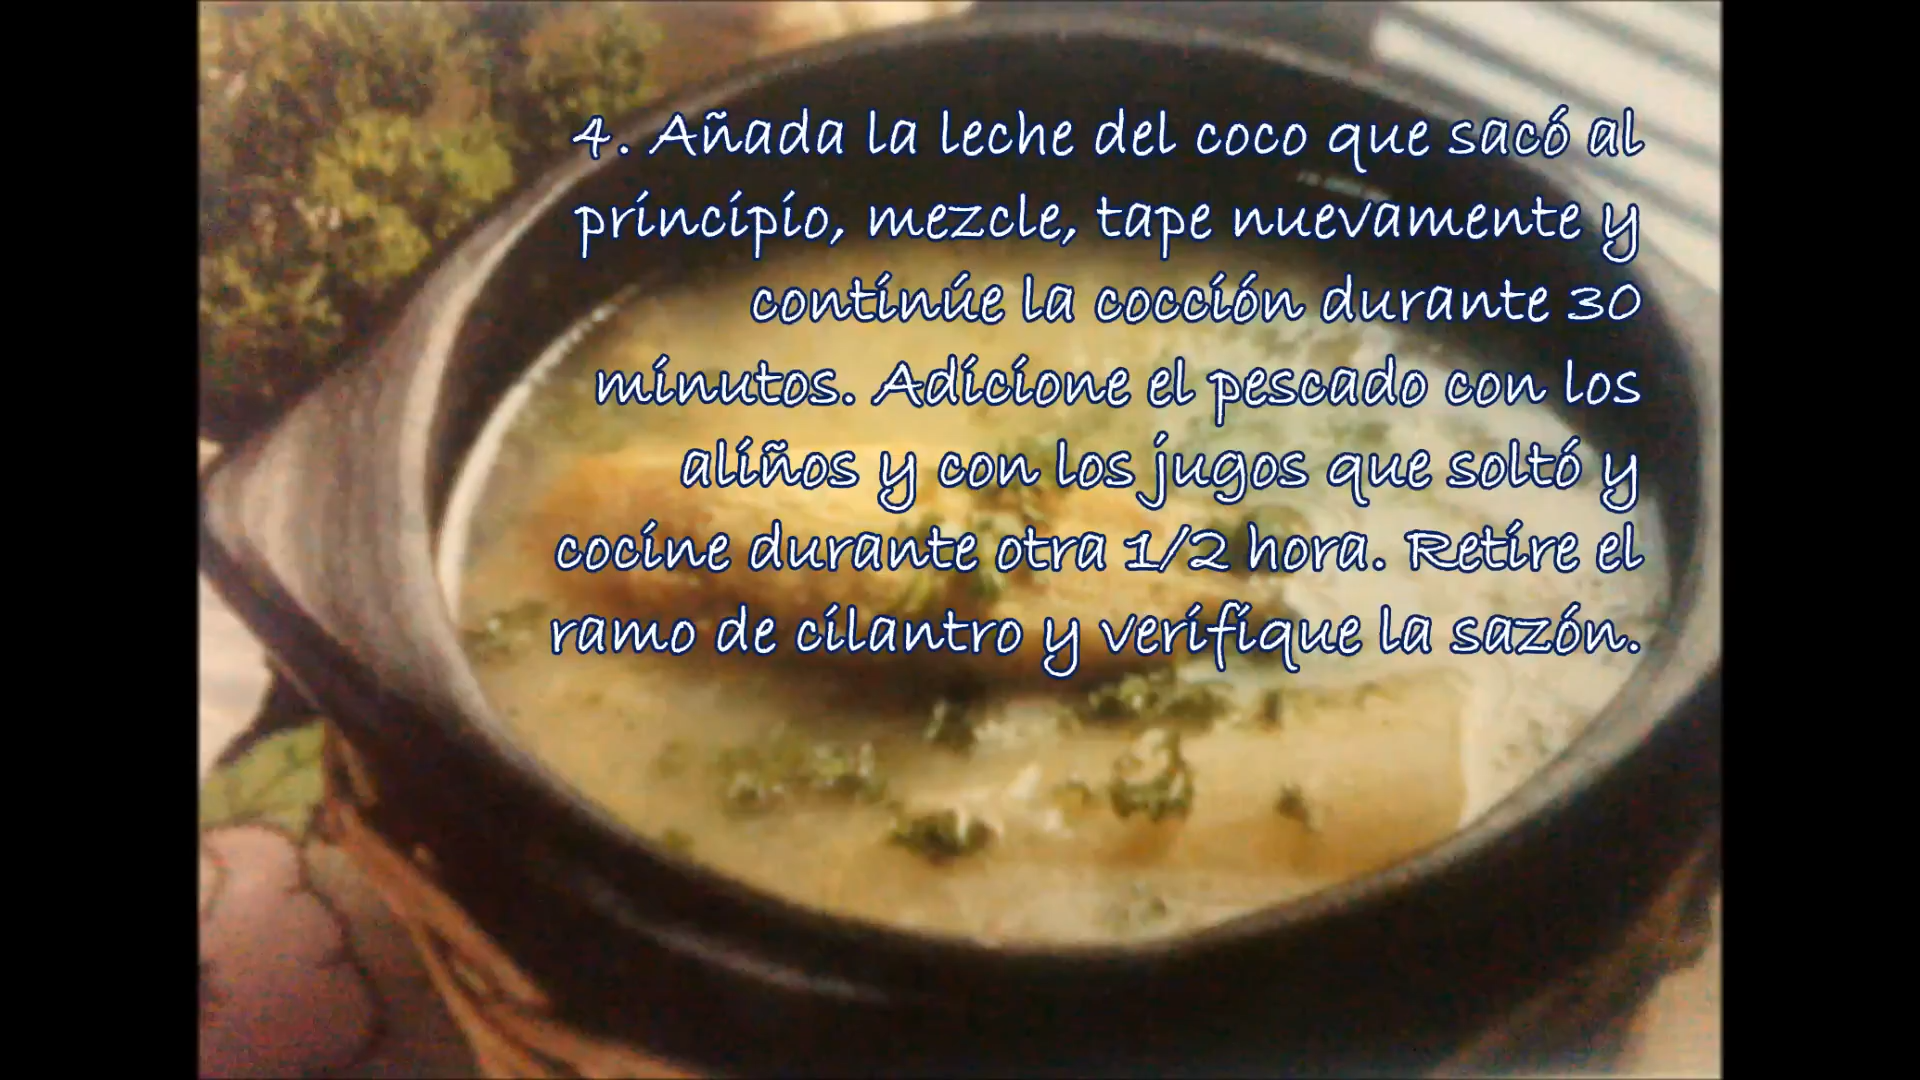 4. Añada la leche del coco que sacó al
principio, mezcle, tape nuevamente y
continúe la cocción durante 30
minutos. Adicione el pescado con los
aliños y con los jugos que soltó y
cocine durante otra 1/2 hora. Retire el
ramo de cilantro y verifique la sazón.